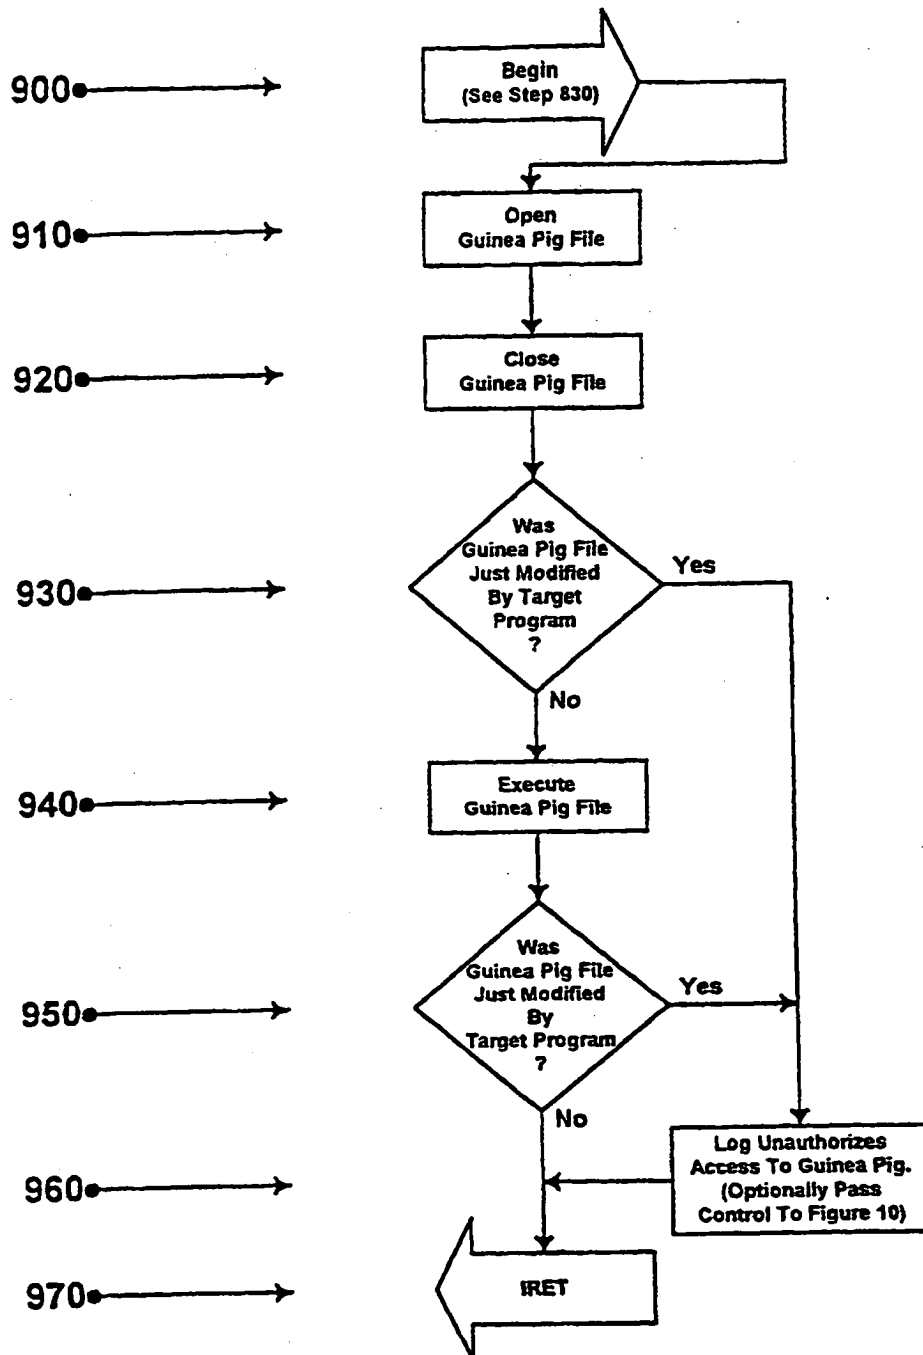 900
Begin
(See Step 830)
910
Open
Guinea Pig File
920
Close
Guinea Pig File
930
Was
Guinea Pig File
Just Modified
By Target
Program
?
Yes
No
940
Execute
Guinea Pig File
950
Was
Guinea Pig File
Just Modified
By
Target Program
?
Yes
No
960
Log Unauthorizes
Access To Guinea Pig.
(Optionally Pass
Control To Figure 10)
970
IRET